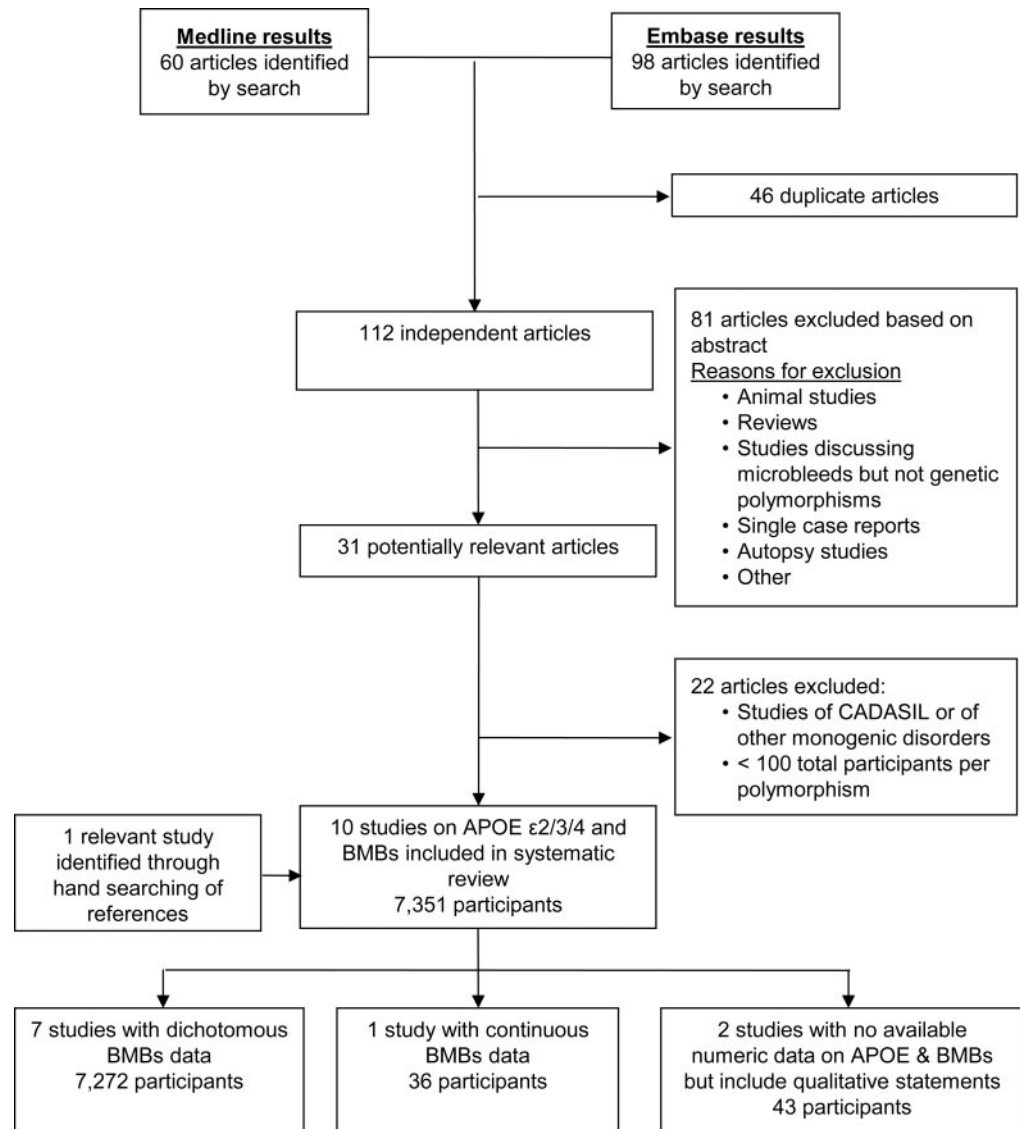 Medline results
60 articles identified
by search
Embase results
98 articles identified
by search
46 duplicate articles
112 independent articles
81 articles excluded based on
abstract
Reasons for exclusion
• Animal studies
• Reviews
• Studies discussing
microbleeds but not genetic
polymorphisms
• Single case reports
• Autopsy studies
• Other
31 potentially relevant articles
22 articles excluded:
• Studies of CADASIL or of
other monogenic disorders
• < 100 total participants per
polymorphism
1 relevant study
identified through
hand searching of
references
10 studies on APOE ε2/3/4 and
BMBs included in systematic
review
7,351 participants
7 studies with dichotomous
BMBs data
7,272 participants
1 study with continuous
BMBs data
36 participants
2 studies with no available
numeric data on APOE & BMBs
but include qualitative statements
43 participants